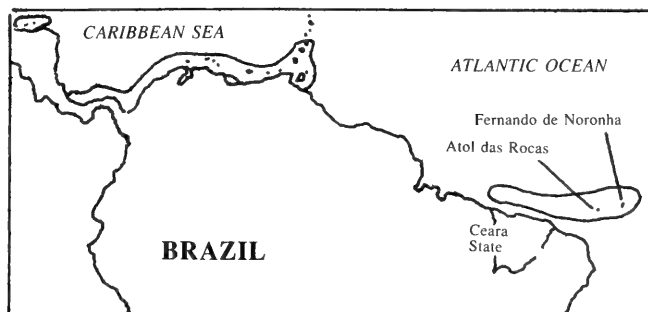 CARIBBEAN SEA
ATLANTIC OCEAN
Fernando de Noronha
Atol das Rocas
Ceara
State
BRAZIL